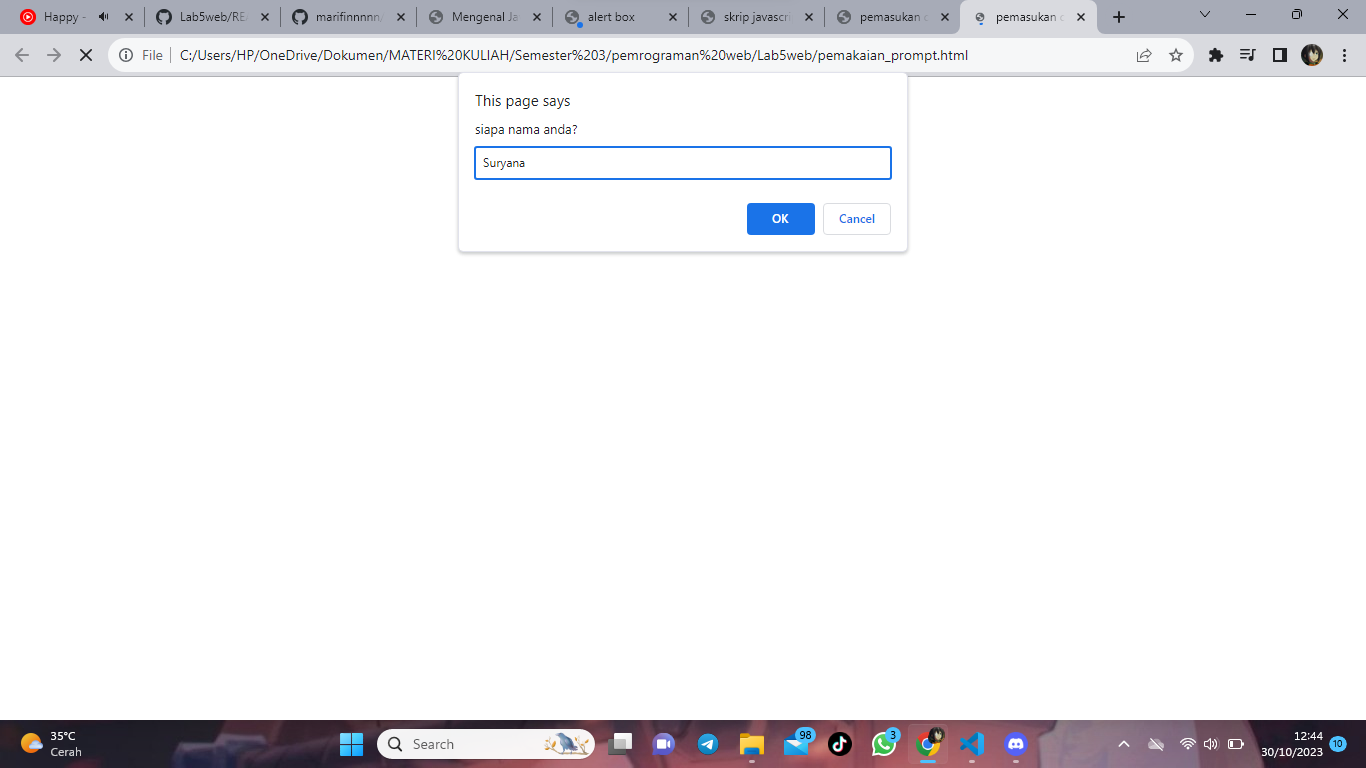 Happy -
Lab5web/RE
marifinnnnn/
Mengenal Ja
alert box
skrip javascri
pemasukan
pemasukan
File
C:/Users/HP/OneDrive/Dokumen/MATERI%20KULIAH/Semester%203/pemrograman%20web/Lab5web/pemakaian_prompt.html
This page says
siapa nama anda?
Suryana
OK
Cancel
35°C
Cerah
Search
98
3
12:44
30/10/2023
10